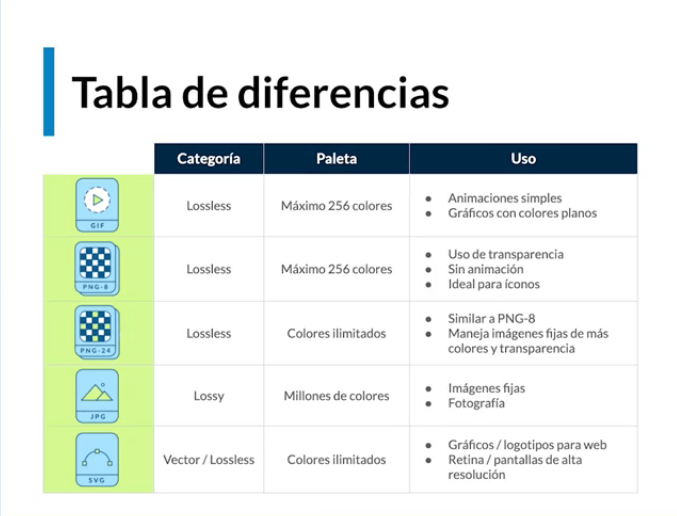 Tabla de diferencias
Categoría Paleta Uso
GIF
Lossless
Máximo 256 colores
● Animaciones simples
● Gráficos con colores planos
PNG-8
Lossless
Máximo 256 colores
● Uso de transparencia
● Sin animación
● Ideal para íconos
PNG-24
Lossless
Colores ilimitados
● Similar a PNG-8
● Maneja imágenes fijas de más
colores y transparencia
JPG
Lossy
Millones de colores
● Imágenes fijas
● Fotografía
SVG
Vector / Lossless
Colores ilimitados
● Gráficos / logotipos para web
● Retina / pantallas de alta
resolución